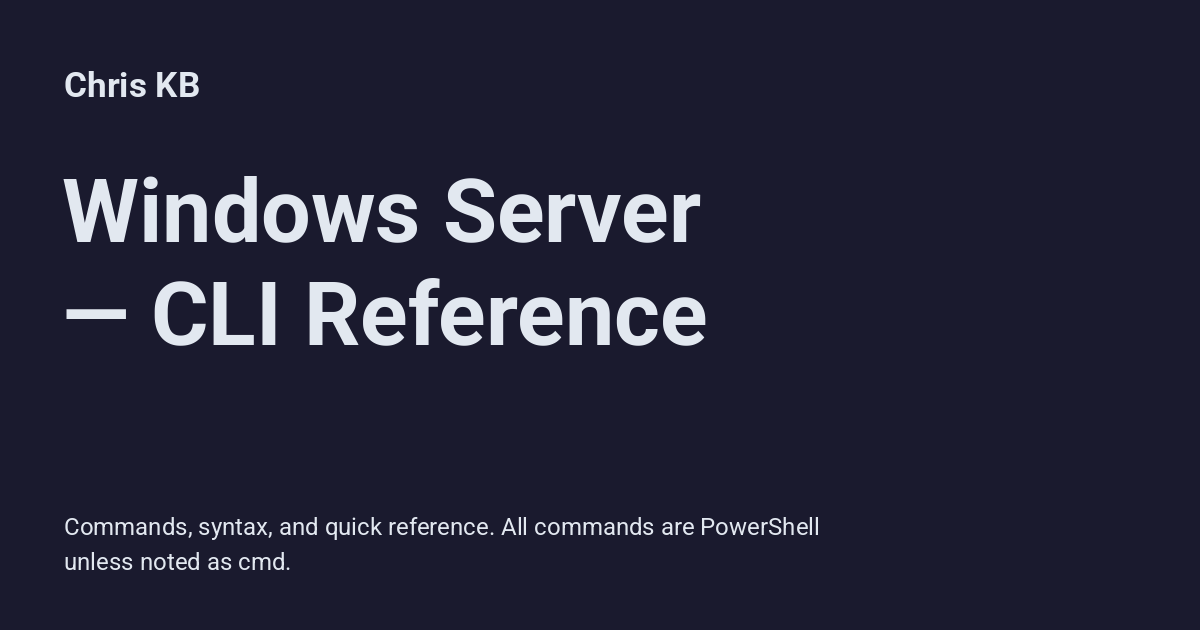 Chris KB
Windows Server
— CLI Reference
Commands, syntax, and quick reference. All commands are PowerShell
unless noted as cmd.